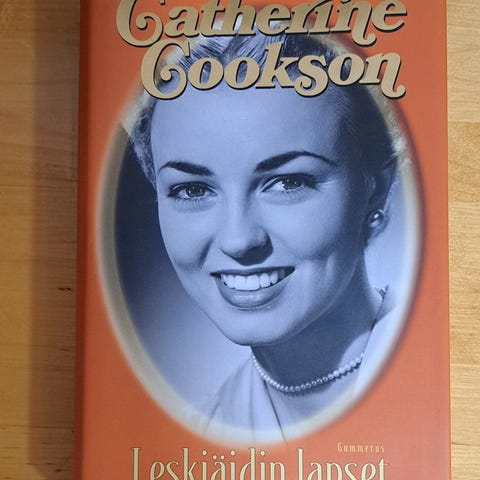 Catherine
Cookson
Gummerus
Leskiäidin lapset